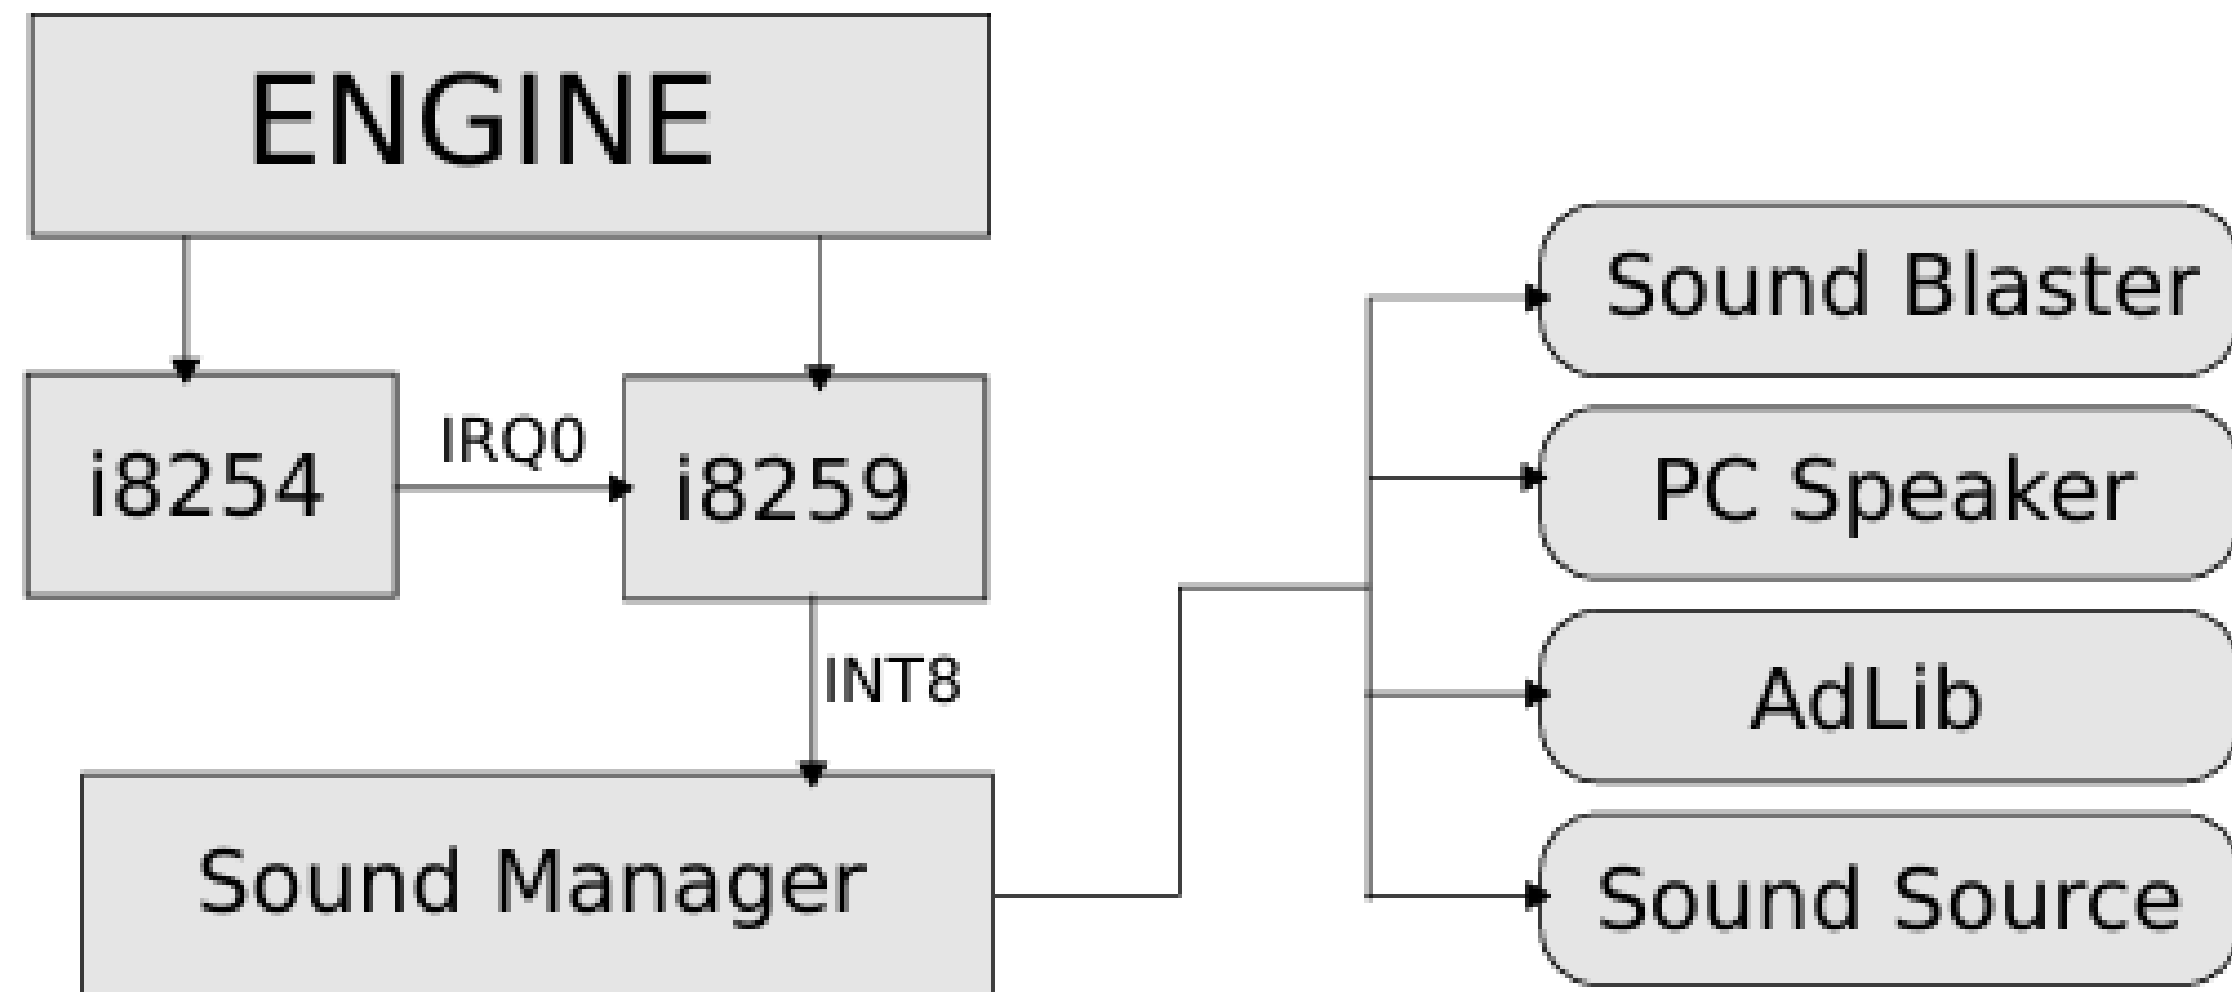 ENGINE
i8254
IRQ0
i8259
INT8
Sound Manager
Sound Blaster
PC Speaker
AdLib
Sound Source